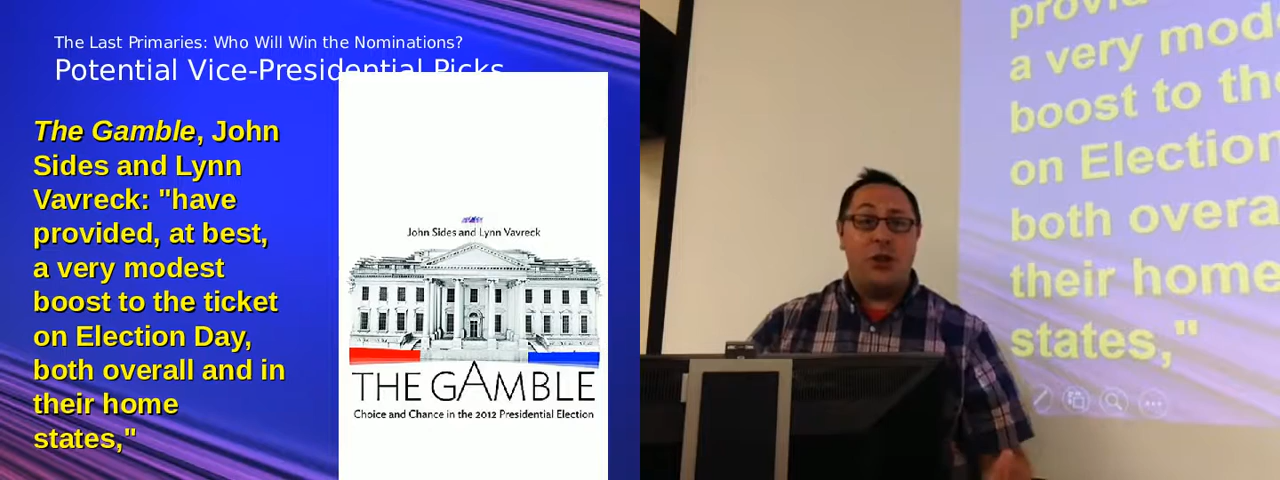 The Last Primaries: Who Will Win the Nominations?
Potential Vice-Presidential Picks
The Gamble, John
Sides and Lynn
Vavreck: "have
provided, at best,
a very modest
boost to the ticket
on Election Day,
both overall and in
their home
states,"
John Sides and Lynn Vavreck
THE GAMBLE
Choice and Chance in the 2012 Presidential Election
a very
boost to
on Election
both
their home
states,"